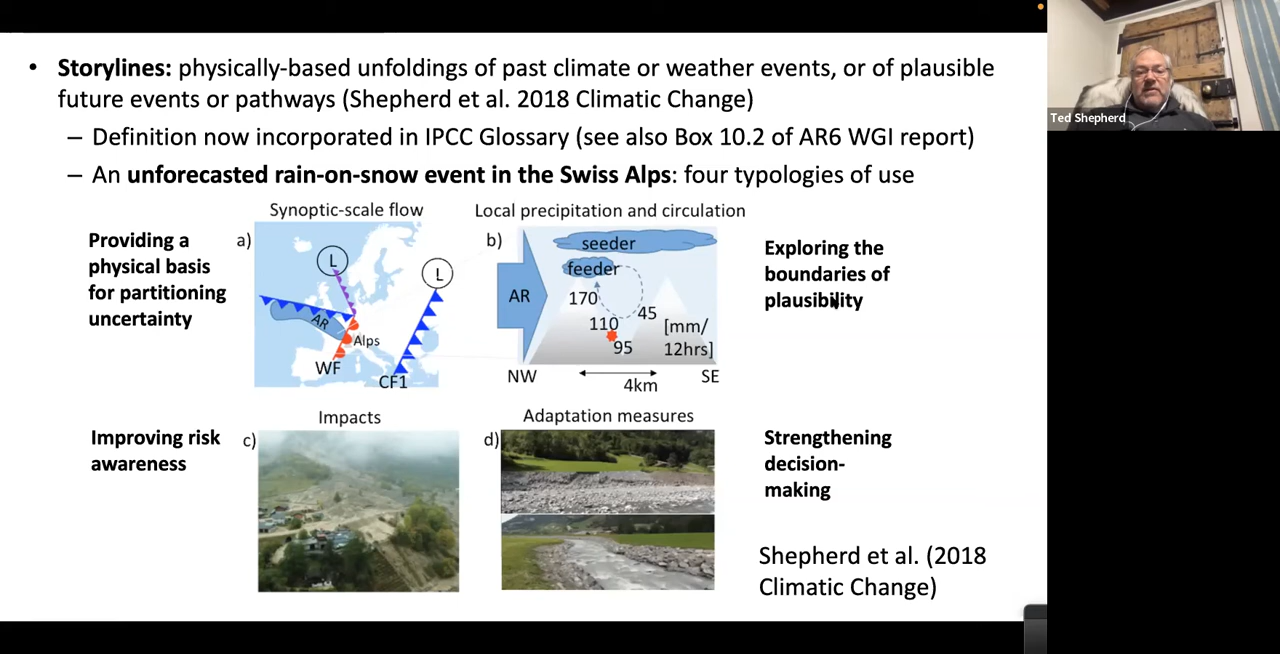 • Storylines: physically-based unfoldings of past climate or weather events, or of plausible
future events or pathways (Shepherd et al. 2018 Climatic Change)
– Definition now incorporated in IPCC Glossary (see also Box 10.2 of AR6 WGI report)
– An unforecasted rain-on-snow event in the Swiss Alps: four typologies of use
Ted Shepherd
Providing a
physical basis
for partitioning
uncertainty
Synoptic-scale flow
a)
L
L
AR
Alps
WF
CF1
Local precipitation and circulation
b)
seeder
feeder
AR
170
45
110
[mm/
95
12hrs]
NW
SE
4km
Exploring the
boundaries of
plausibility
Improving risk
awareness
Impacts
c)
Adaptation measures
d)
Strengthening
decision-
making
Shepherd et al. (2018
Climatic Change)